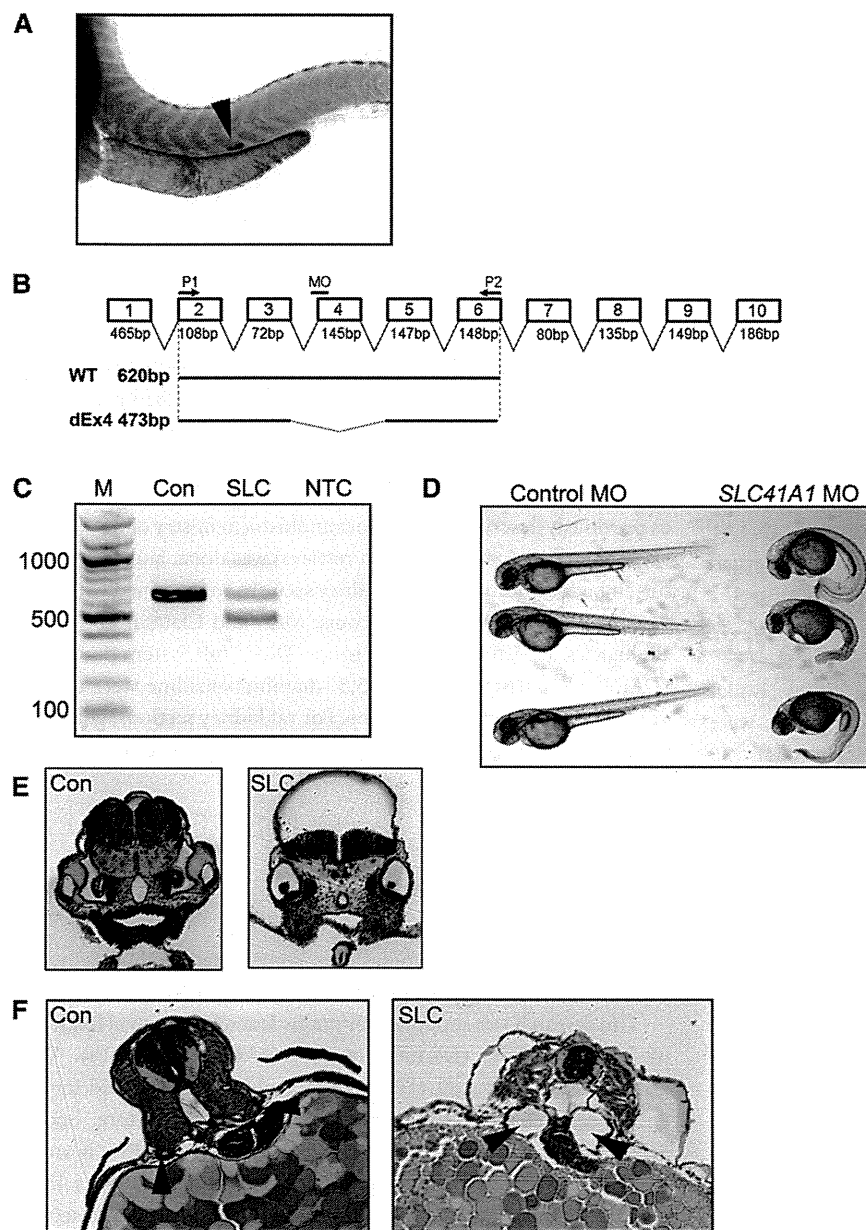 A
B
P1 MO P2
1 2 3 4 5 6 7 8 9 10
465bp 108bp 72bp 145bp 147bp 148bp 80bp 135bp 149bp 186bp
WT 620bp
dEx4 473bp
C M Con SLC NTC
1000
500
100
D Control MO SLC41A1 MO
E Con SLC
F Con SLC